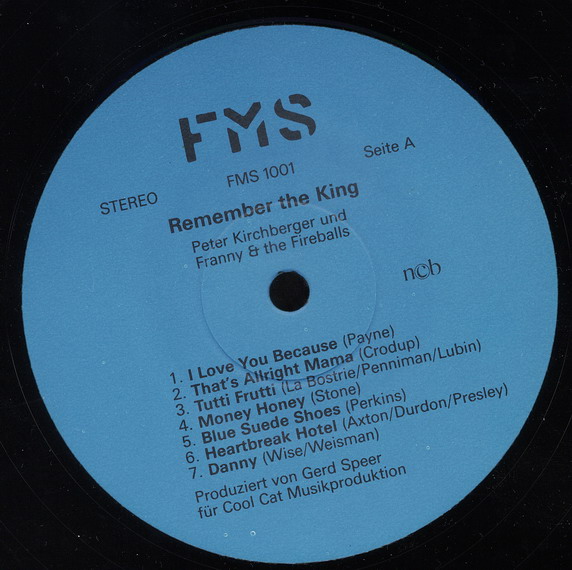 FMS
FMS 1001
Seite A
STEREO
Remember the King
Peter Kirchberger und
Franny & the Fireballs
n©b
1. I Love You Because (Payne)
2. That's Allright Mama (Crodup)
3. Tutti Frutti (La Bostrie/Penniman/Lubin)
4. Money Honey (Stone)
5. Blue Suede Shoes (Perkins)
6. Heartbreak Hotel (Axton/Durdon/Presley)
7. Danny (Wise/Weisman)
Produziert von Gerd Speer
für Cool Cat Musikproduktion